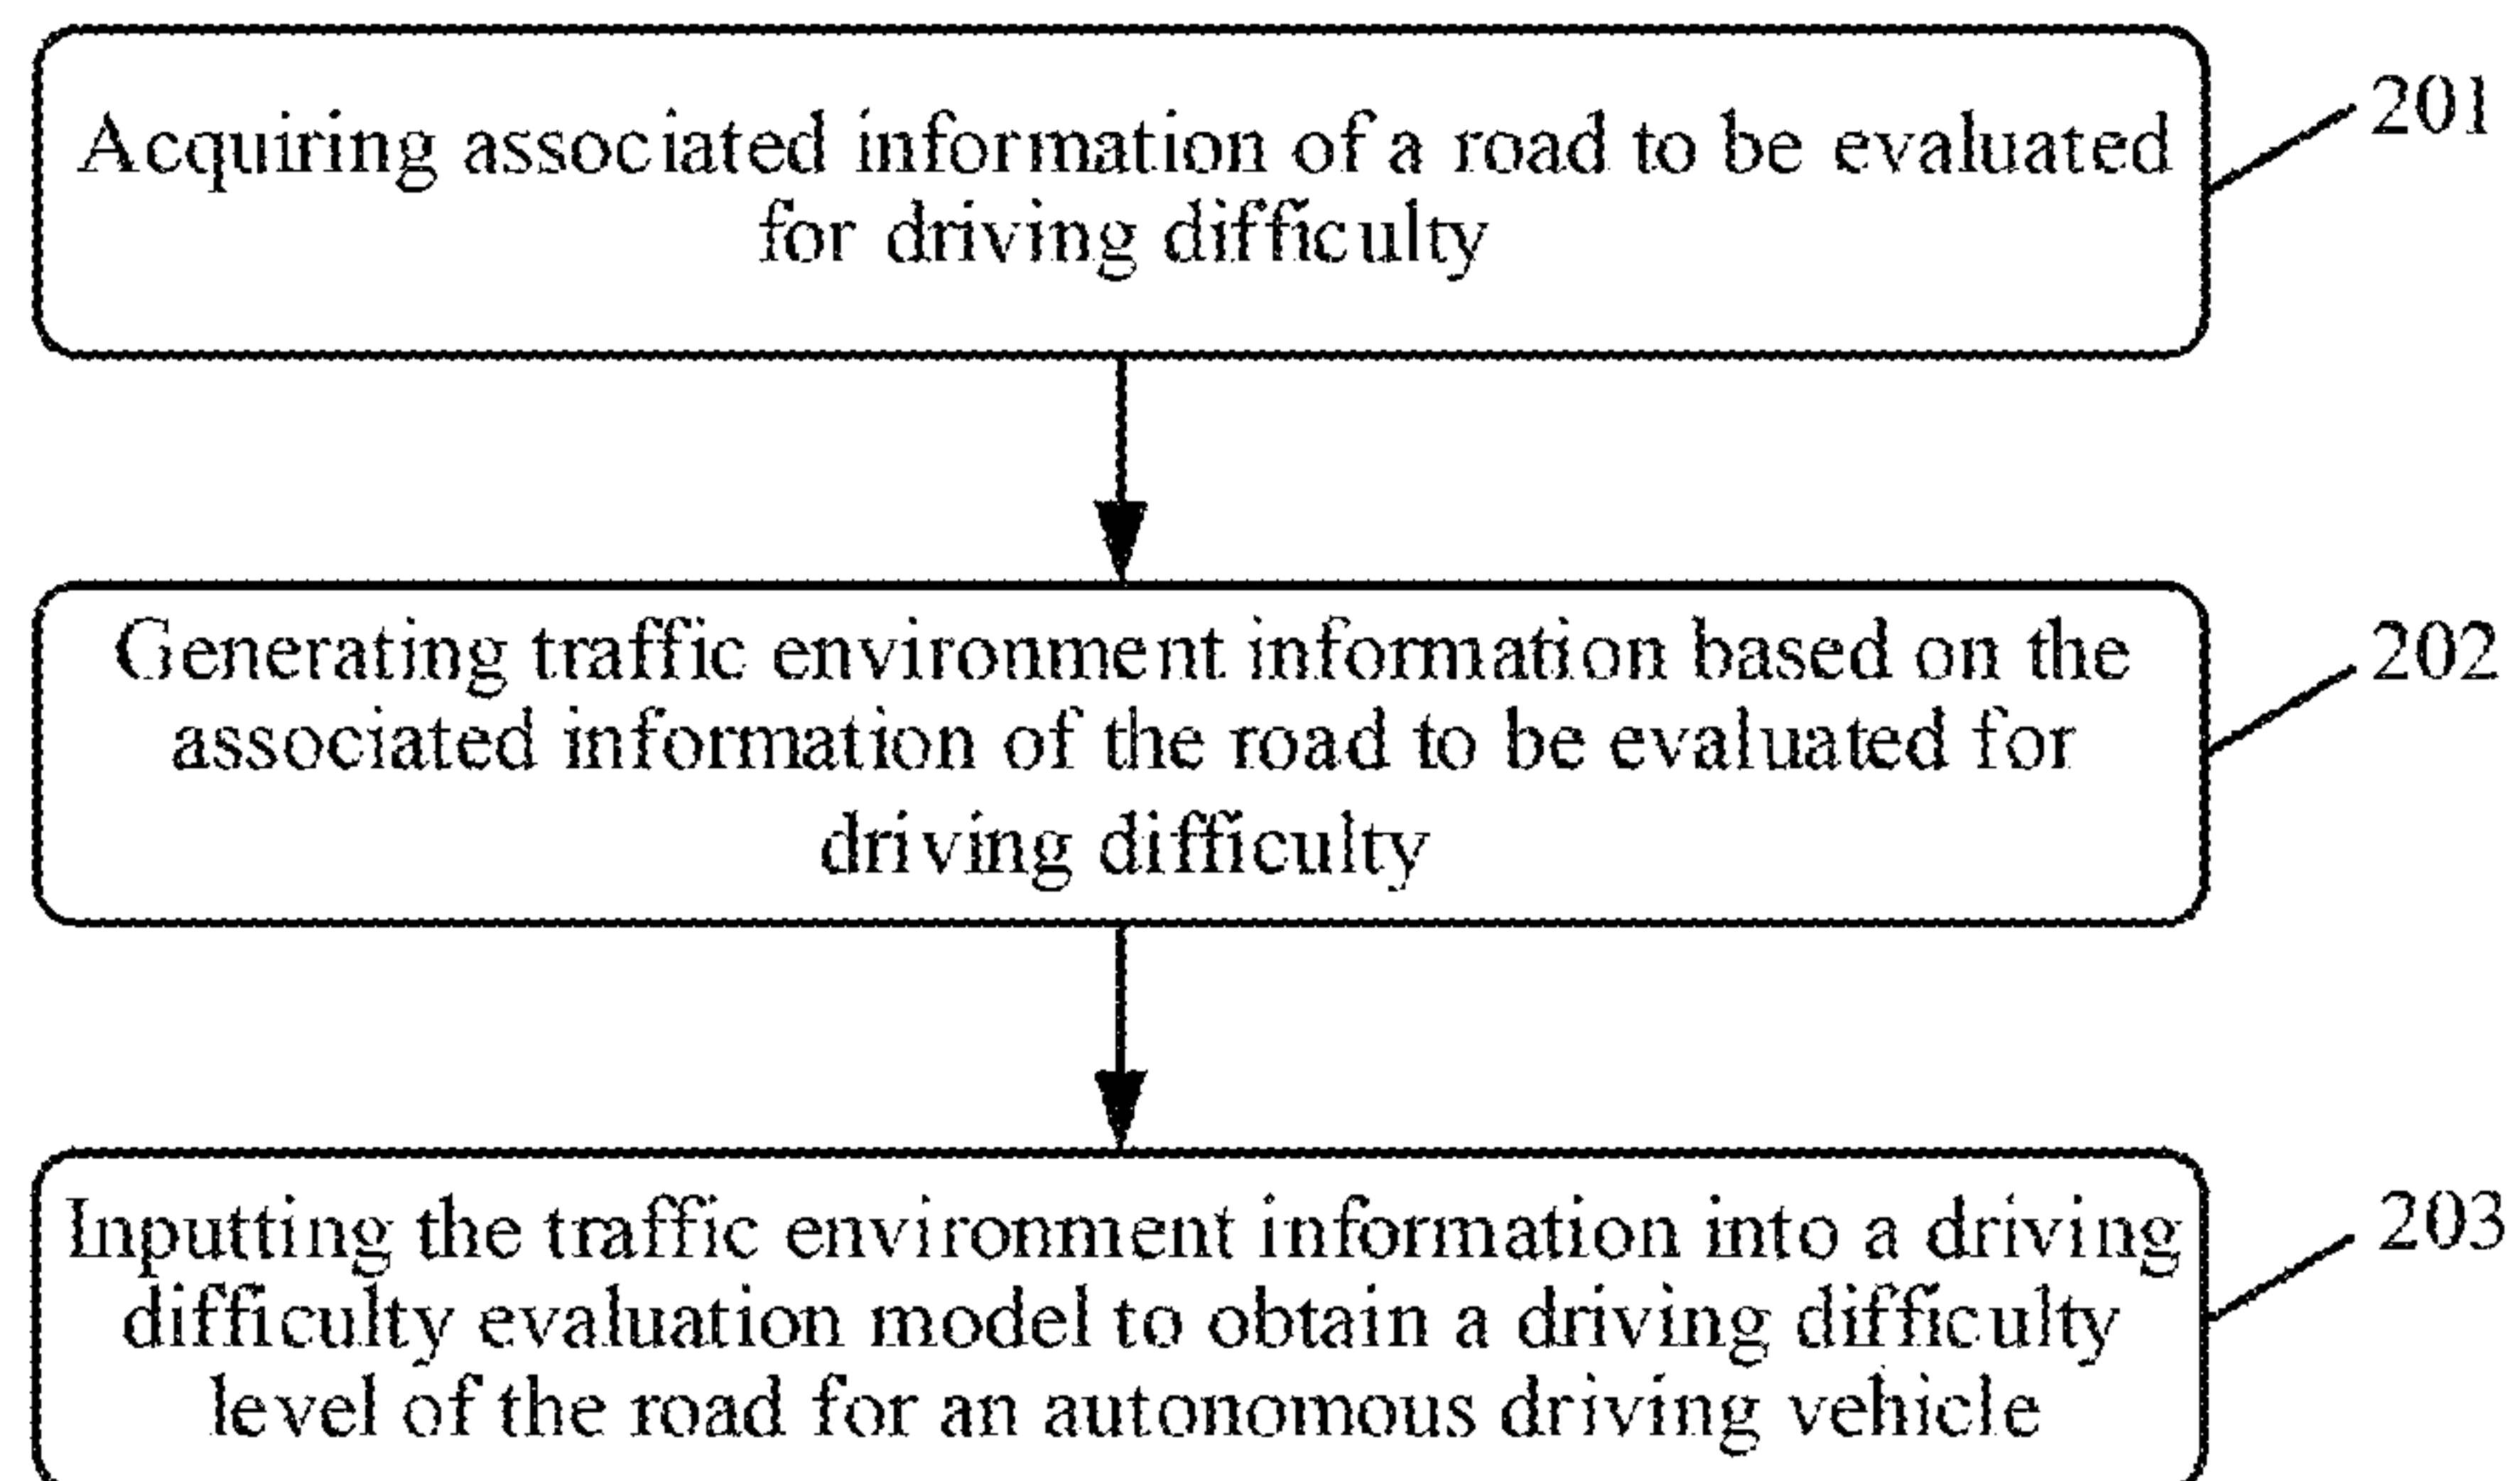 Acquiring associated information of a road to be evaluated
for driving difficulty
201
Generating traffic environment information based on the
associated information of the road to be evaluated for
driving difficulty
202
Inputting the traffic environment information into a driving
difficulty evaluation model to obtain a driving difficulty
level of the road for an autonomous driving vehicle
203